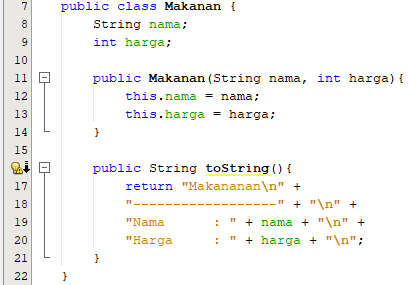 7 public class Makanan {
8     String nama;
9     int harga;
10
11     public Makanan(String nama, int harga){
12         this.nama = nama;
13         this.harga = harga;
14     }
15
    public String toString(){
17         return "Makananan\n" +
18         "------------------" + "\n" +
19         "Nama      : " + nama + "\n" +
20         "Harga     : " + harga + "\n";
21     }
22 }